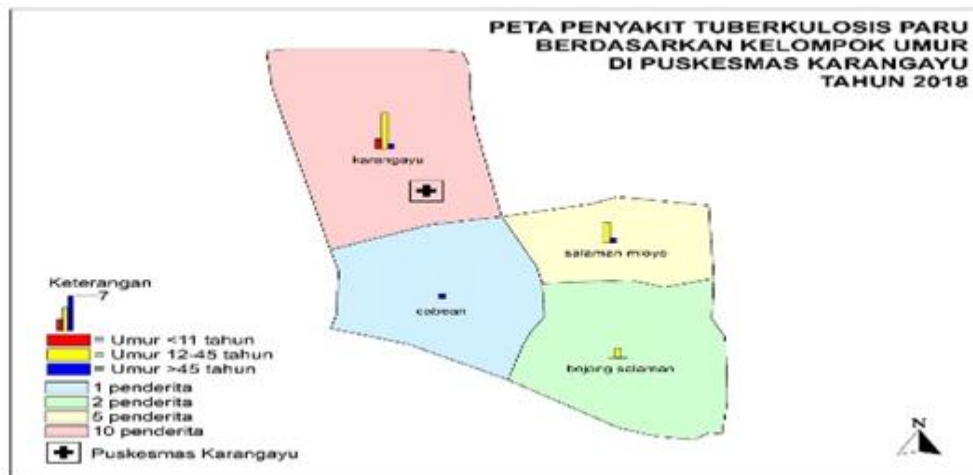 PETA PENYAKIT TUBERKULOSIS PARU
BERDASARKAN KELOMPOK UMUR
DI PUSKESMAS KARANGAYU
TAHUN 2018
karangayu
salaman mloyo
cabean
bojong salaman
Keterangan
7
= Umur <11 tahun
= Umur 12-45 tahun
= Umur >45 tahun
1 penderita
2 penderita
5 penderita
10 penderita
Puskesmas Karangayu
N